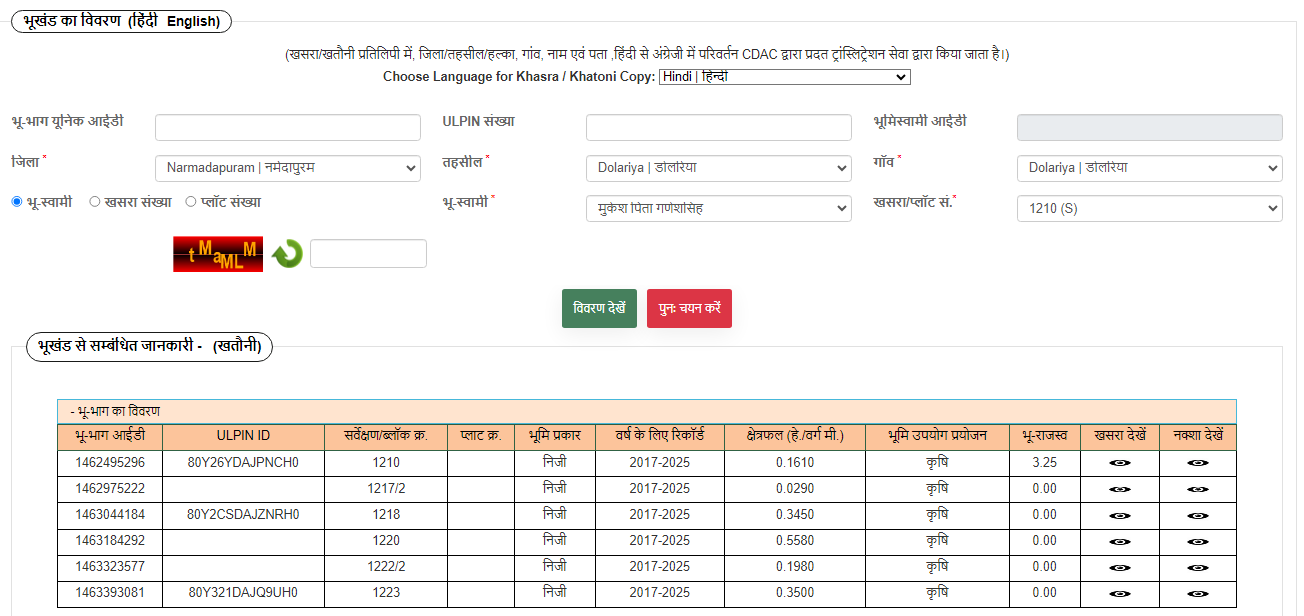 भूखंड का विवरण (हिंदी English)
(खसरा/खतौनी प्रतिलिपी में, जिला/तहसील/हल्का, गांव, नाम एवं पता ,हिंदी से अंग्रेजी में परिवर्तन CDAC द्वारा प्रदत ट्रांस्लिट्रेशन सेवा द्वारा किया जाता है।)
Choose Language for Khasra / Khatoni Copy: Hindi | हिन्दी
भू-भाग यूनिक आईडी ULPIN संख्या भूमिस्वामी आईडी
जिला * Narmadapuram | नर्मदापुरम तहसील * Dolariya | डोलरिया गाँव * Dolariya | डोलरिया
भू-स्वामी खसरा संख्या प्लॉट संख्या भू-स्वामी * मुकेश पिता गणेशसिंह खसरा/प्लॉट सं.* 1210 (S)
t M a M L M
विवरण देखें पुनः चयन करें
भूखंड से सम्बंधित जानकारी - (खतौनी)
- भू-भाग का विवरण
भू-भाग आईडी ULPIN ID सर्वेक्षण/ब्लॉक क्र. प्लाट क्र. भूमि प्रकार वर्ष के लिए रिकॉर्ड क्षेत्रफल (हे./वर्ग मी.) भूमि उपयोग प्रयोजन भू-राजस्व खसरा देखें नक्शा देखें
1462495296 80Y26YDAJPNCH0 1210 निजी 2017-2025 0.1610 कृषि 3.25
1462975222 1217/2 निजी 2017-2025 0.0290 कृषि 0.00
1463044184 80Y2CSDAJZNRH0 1218 निजी 2017-2025 0.3450 कृषि 0.00
1463184292 1220 निजी 2017-2025 0.5580 कृषि 0.00
1463323577 1222/2 निजी 2017-2025 0.1980 कृषि 0.00
1463393081 80Y321DAJQ9UH0 1223 निजी 2017-2025 0.3500 कृषि 0.00